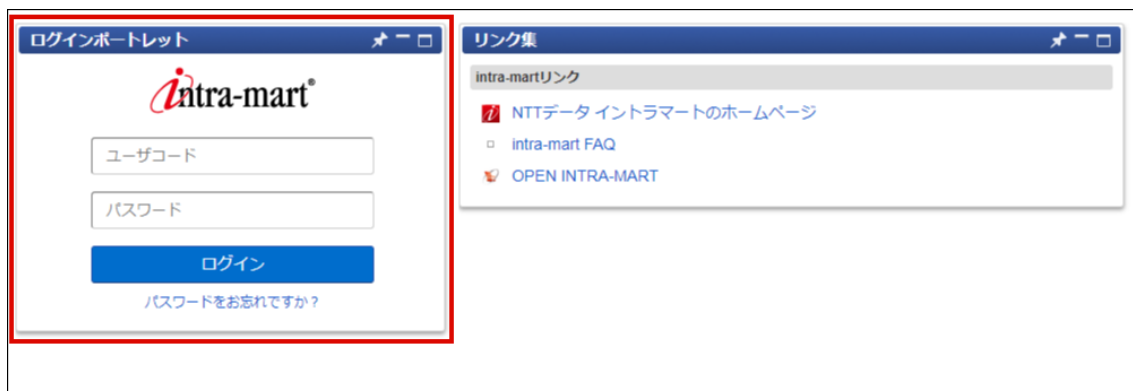 ログインポートレット
intra-mart®
ユーザコード
パスワード
ログイン
パスワードをお忘れですか？
リンク集
intra-martリンク
NTTデータ イントラマートのホームページ
intra-mart FAQ
OPEN INTRA-MART